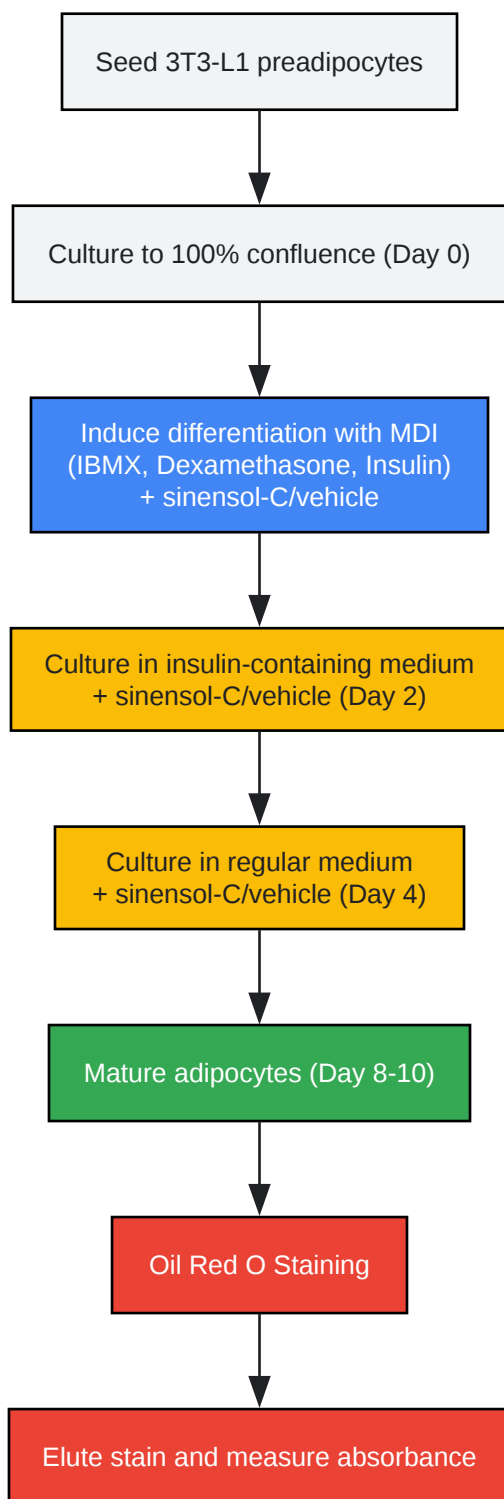 Seed 3T3-L1 preadipocytes
Culture to 100% confluence (Day 0)
Induce differentiation with MDI
(IBMX, Dexamethasone, Insulin)
+ sinensol-C/vehicle
Culture in insulin-containing medium
+ sinensol-C/vehicle (Day 2)
Culture in regular medium
+ sinensol-C/vehicle (Day 4)
Mature adipocytes (Day 8-10)
Oil Red O Staining
Elute stain and measure absorbance